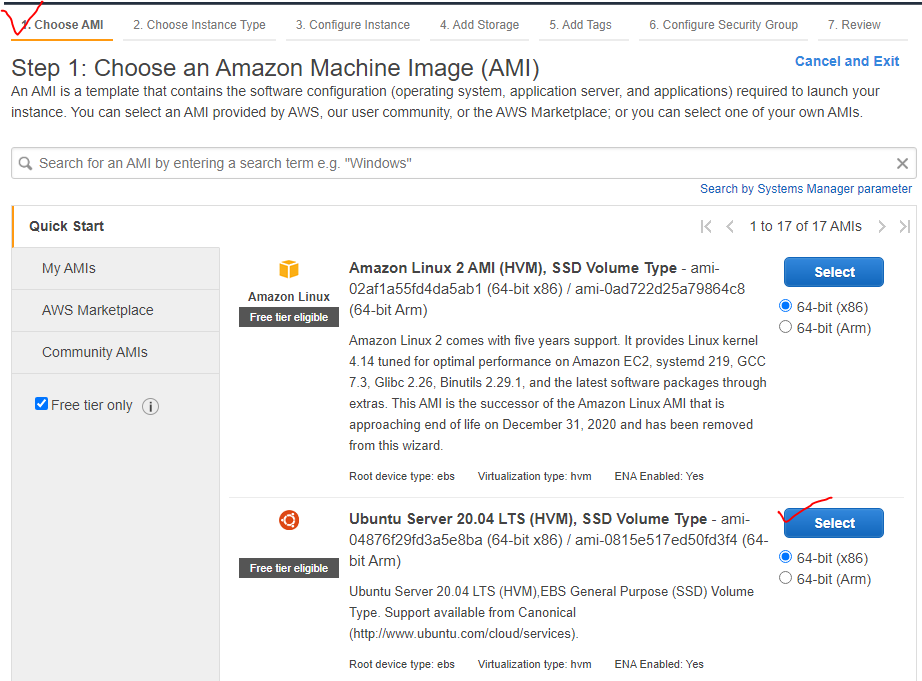 1. Choose AMI 2. Choose Instance Type 3. Configure Instance 4. Add Storage 5. Add Tags 6. Configure Security Group 7. Review
Step 1: Choose an Amazon Machine Image (AMI)
Cancel and Exit
An AMI is a template that contains the software configuration (operating system, application server, and applications) required to launch your
instance. You can select an AMI provided by AWS, our user community, or the AWS Marketplace; or you can select one of your own AMIs.
Search for an AMI by entering a search term e.g. "Windows"
Search by Systems Manager parameter
Quick Start
1 to 17 of 17 AMIs
My AMIs
AWS Marketplace
Community AMIs
Free tier only
Amazon Linux
Free tier eligible
Amazon Linux 2 AMI (HVM), SSD Volume Type - ami-
02af1a55fd4da5ab1 (64-bit x86) / ami-0ad722d25a79864c8
(64-bit Arm)
Amazon Linux 2 comes with five years support. It provides Linux kernel
4.14 tuned for optimal performance on Amazon EC2, systemd 219, GCC
7.3, Glibc 2.26, Binutils 2.29.1, and the latest software packages through
extras. This AMI is the successor of the Amazon Linux AMI that is
approaching end of life on December 31, 2020 and has been removed
from this wizard.
Root device type: ebs Virtualization type: hvm ENA Enabled: Yes
Select
64-bit (x86)
64-bit (Arm)
Free tier eligible
Ubuntu Server 20.04 LTS (HVM), SSD Volume Type - ami-
04876f29fd3a5e8ba (64-bit x86) / ami-0815e517ed50fd3f4 (64-
bit Arm)
Ubuntu Server 20.04 LTS (HVM),EBS General Purpose (SSD) Volume
Type. Support available from Canonical
(http://www.ubuntu.com/cloud/services).
Root device type: ebs Virtualization type: hvm ENA Enabled: Yes
Select
64-bit (x86)
64-bit (Arm)